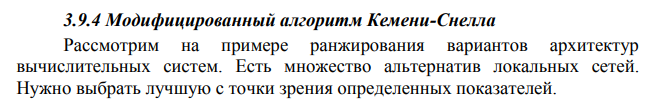 3.9.4 Модифицированный алгоритм Кемени-Снелла
Рассмотрим на примере ранжирования вариантов архитектур
вычислительных систем. Есть множество альтернатив локальных сетей.
Нужно выбрать лучшую с точки зрения определенных показателей.